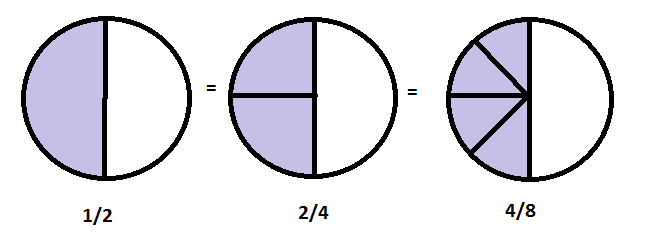 = =
1/2 2/4 4/8